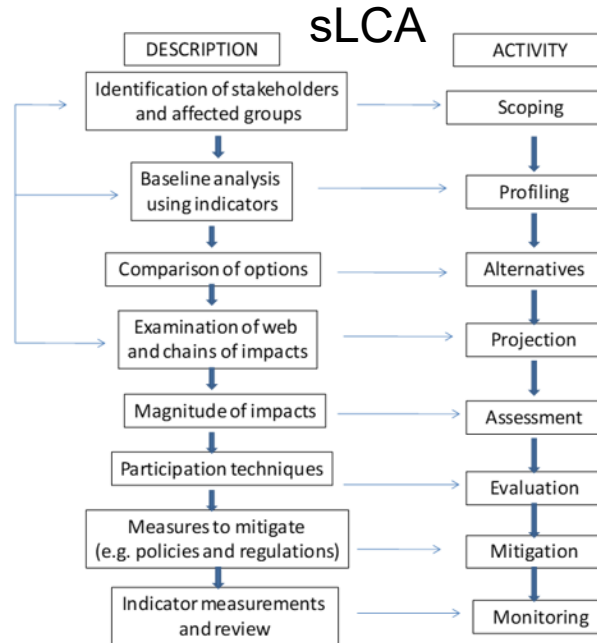 sLCA
DESCRIPTION
ACTIVITY
Identification of stakeholders
and affected groups
Scoping
Baseline analysis
using indicators
Profiling
Comparison of options
Alternatives
Examination of web
and chains of impacts
Projection
Magnitude of impacts
Assessment
Participation techniques
Evaluation
Measures to mitigate
(e.g. policies and regulations)
Mitigation
Indicator measurements
and review
Monitoring